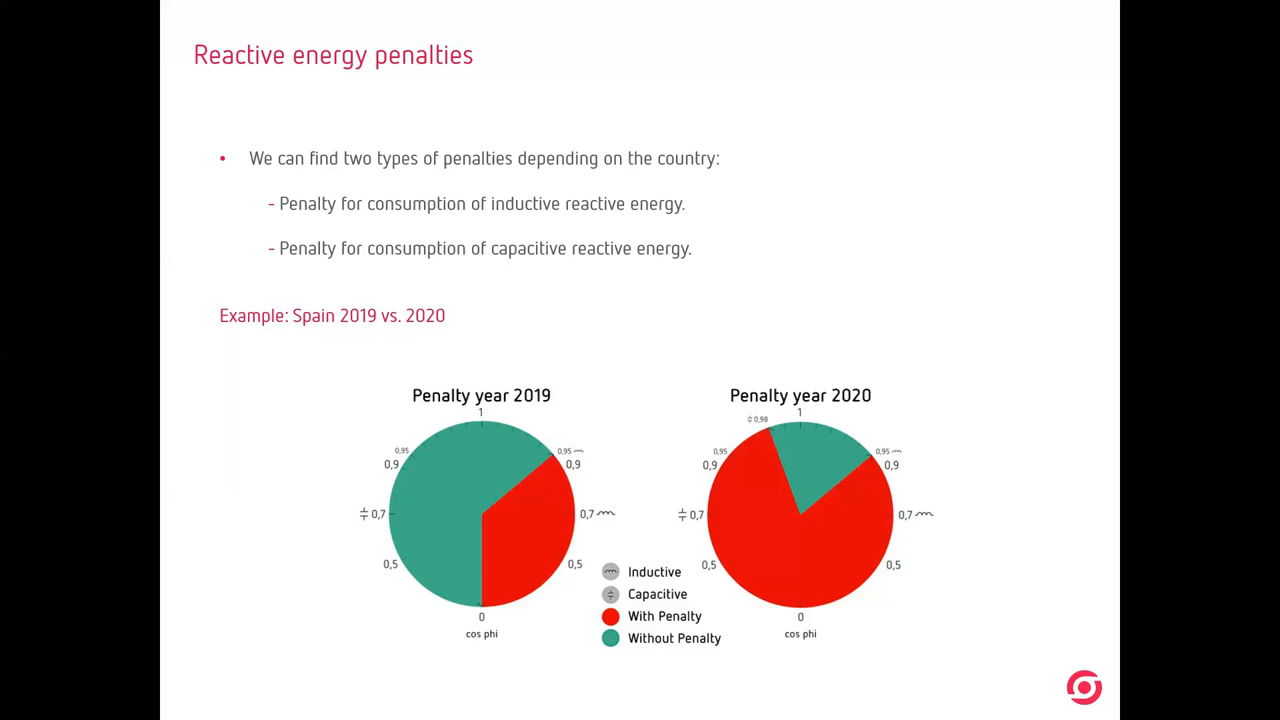 Reactive energy penalties
• We can find two types of penalties depending on the country:
- Penalty for consumption of inductive reactive energy.
- Penalty for consumption of capacitive reactive energy.
Example: Spain 2019 vs. 2020
Penalty year 2019
1
0,95
0,95
0,9
0,9
0,7
0,7
0,5
0,5
0
cos phi
Penalty year 2020
0,98
1
0,95
0,95
0,9
0,9
0,7
0,7
0,5
0,5
0
cos phi
Inductive
Capacitive
With Penalty
Without Penalty